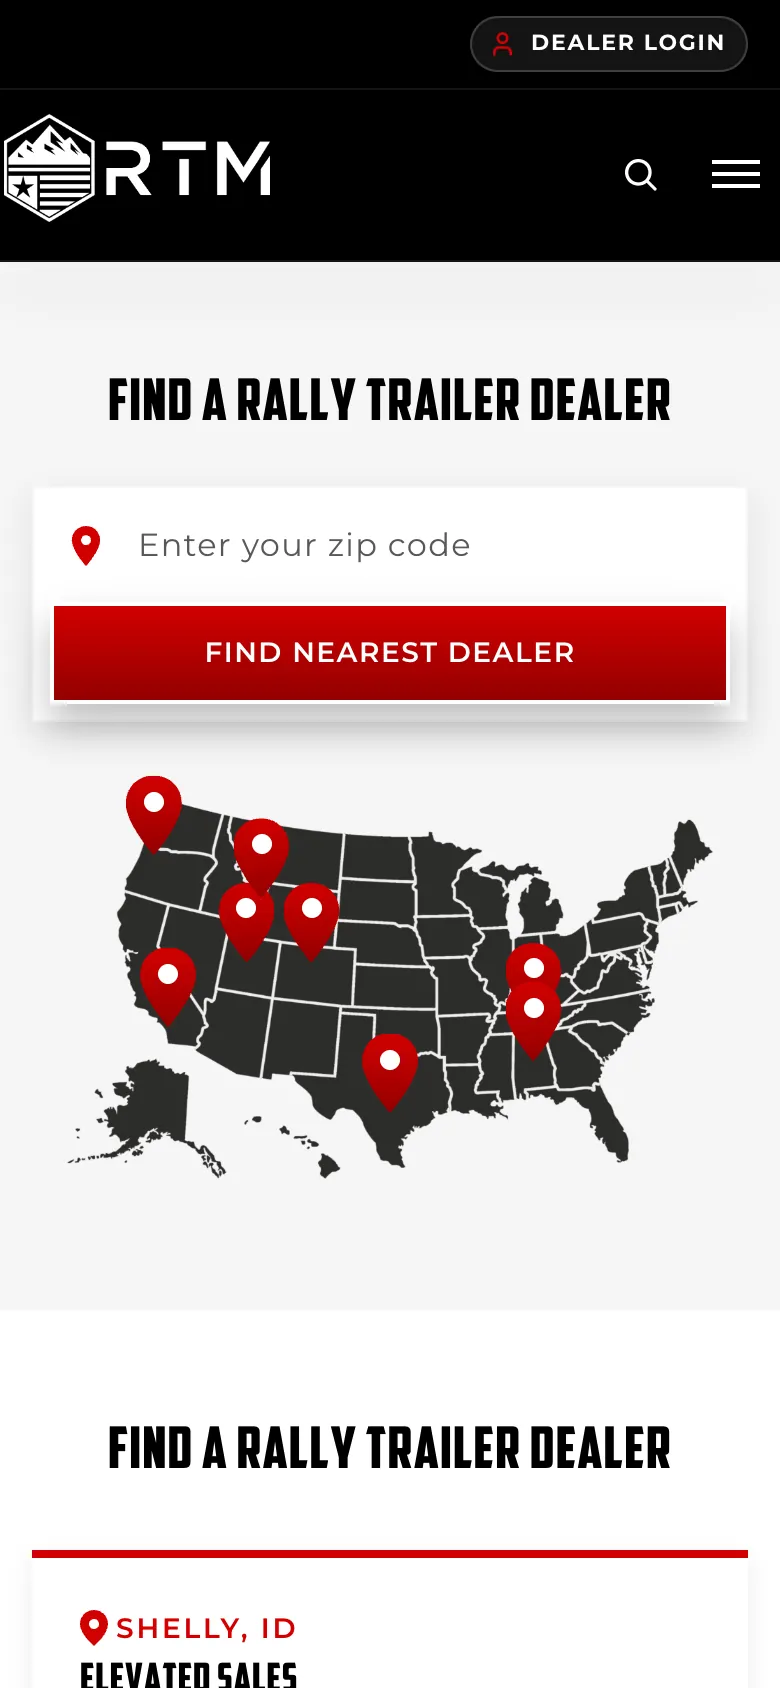 DEALER LOGIN
RTM
FIND A RALLY TRAILER DEALER
Enter your zip code
FIND NEAREST DEALER
FIND A RALLY TRAILER DEALER
SHELLY, ID
ELEVATED SALES